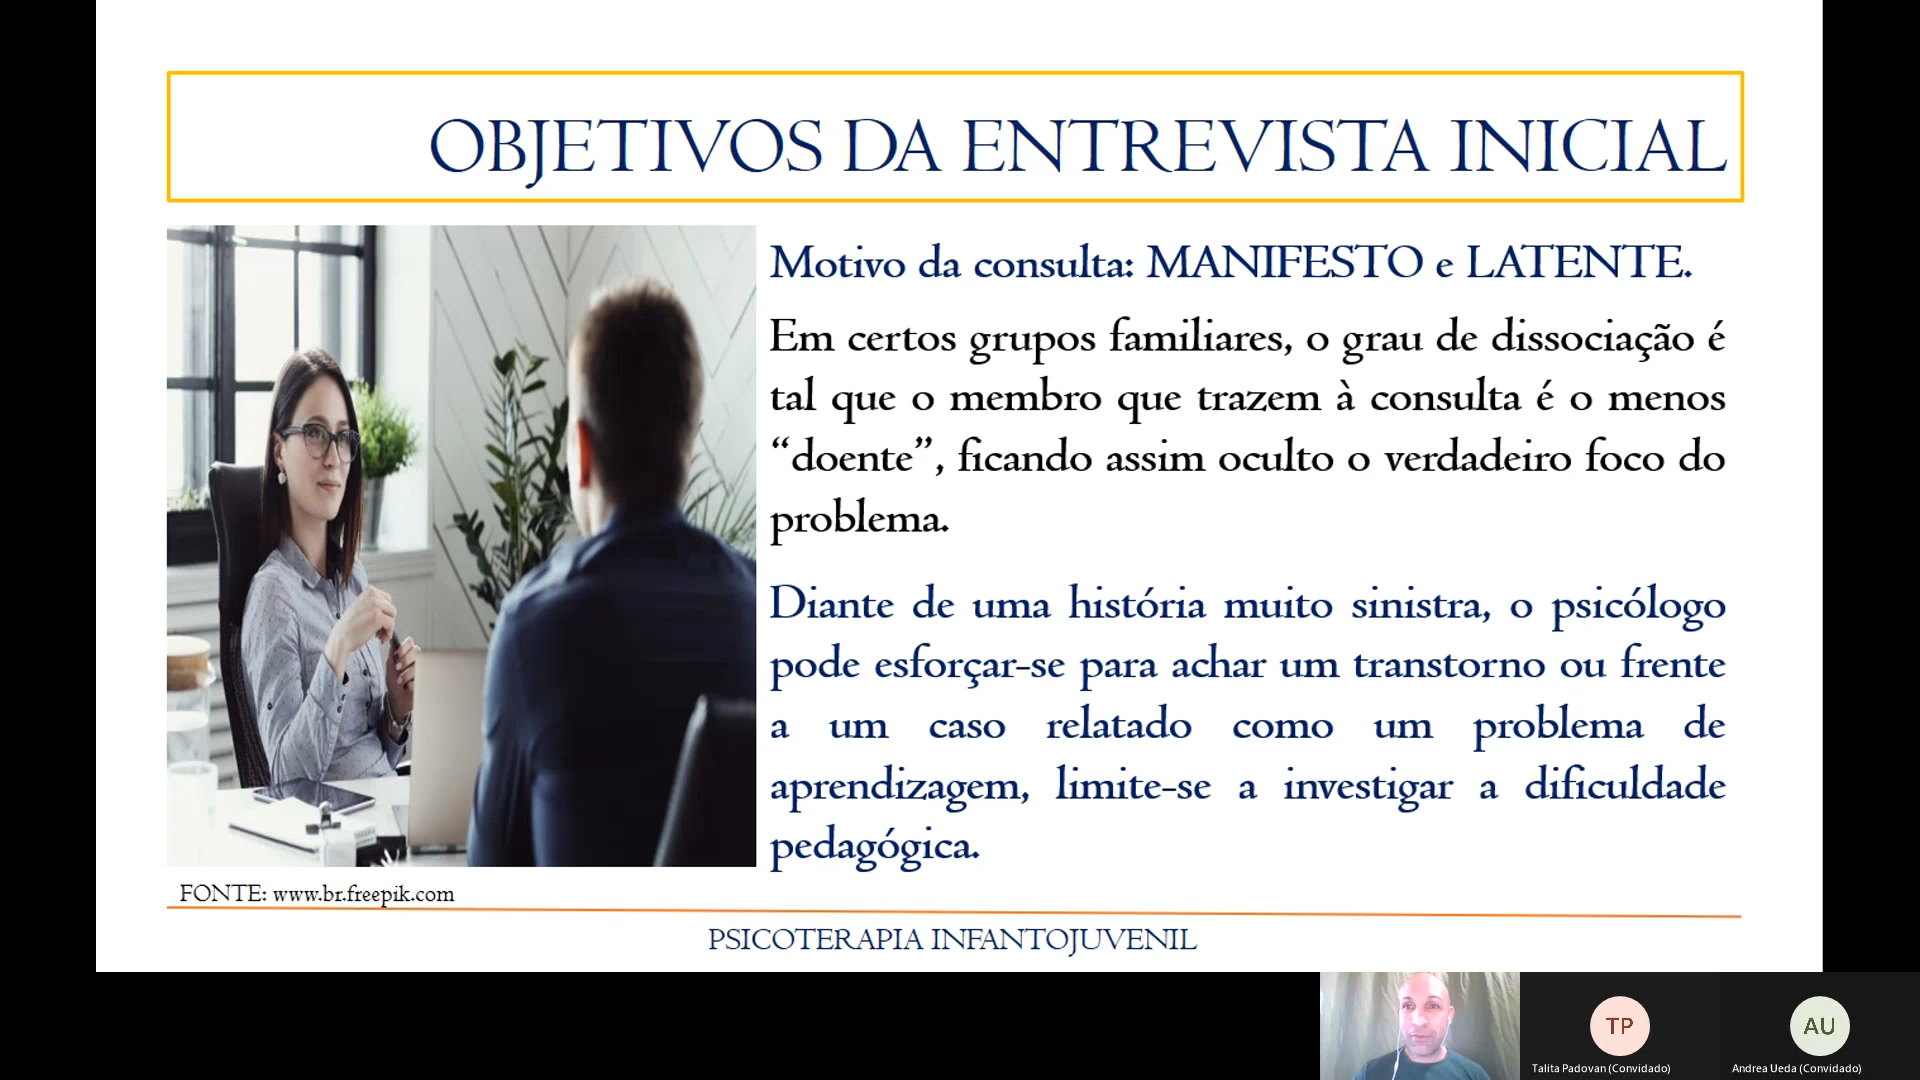 OBJETIVOS DA ENTREVISTA INICIAL
Motivo da consulta: MANIFESTO e LATENTE.
Em certos grupos familiares, o grau de dissociação é
tal que o membro que trazem à consulta é o menos
“doente”, ficando assim oculto o verdadeiro foco do
problema.
Diante de uma história muito sinistra, o psicólogo
pode esforçar-se para achar um transtorno ou frente
a um caso relatado como um problema de
aprendizagem, limite-se a investigar a dificuldade
pedagógica.
FONTE: www.br.freepik.com
PSICOTERAPIA INFANTOJUVENIL
TP
AU
Talita Padovan (Convidado)
Andrea Ueda (Convidado)